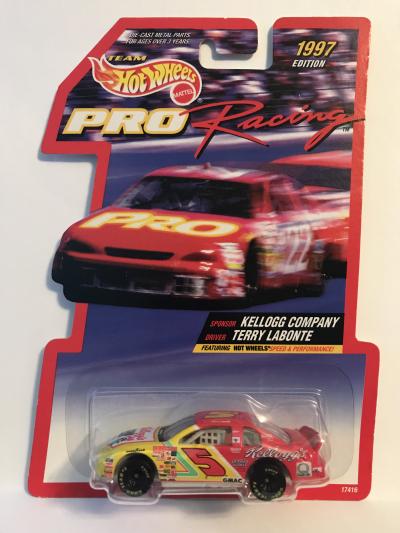 DIE-CAST METAL PARTS.
FOR AGES OVER 3 YEARS.
1997
EDITION
TEAM
HOT WHEELS
MATTEL
PRO Racing™
PRO
22
SPONSOR KELLOGG COMPANY
DRIVER TERRY LABONTE
FEATURING HOT WHEELS® SPEED & PERFORMANCE!
5
Kellogg's
GMAC
17416